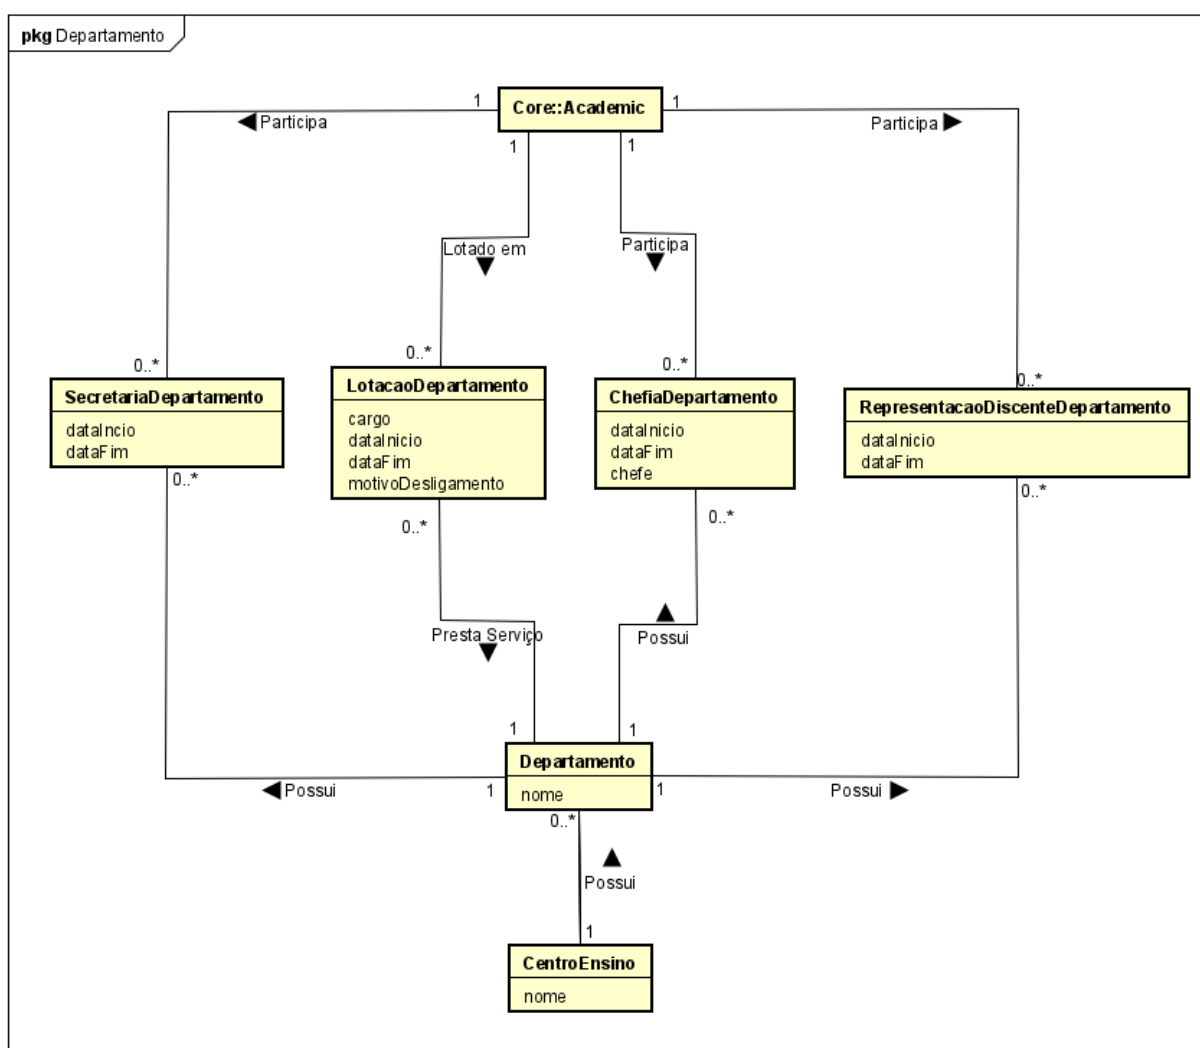 pkg Departamento
1
Core::Academic
1
Participa
Participa
1
1
Lotado em
Participa
0..*
0..*
0..*
0..*
SecretariaDepartamento
dataIncio
dataFim
0..*
LotacaoDepartamento
cargo
dataInicio
dataFim
motivoDesligamento
0..*
ChefiaDepartamento
dataInicio
dataFim
chefe
0..*
RepresentacaoDiscenteDepartamento
dataInicio
dataFim
0..*
Presta Serviço
Possui
1
1
Departamento
nome
Possui
1
1
Possui
0..*
Possui
1
CentroEnsino
nome